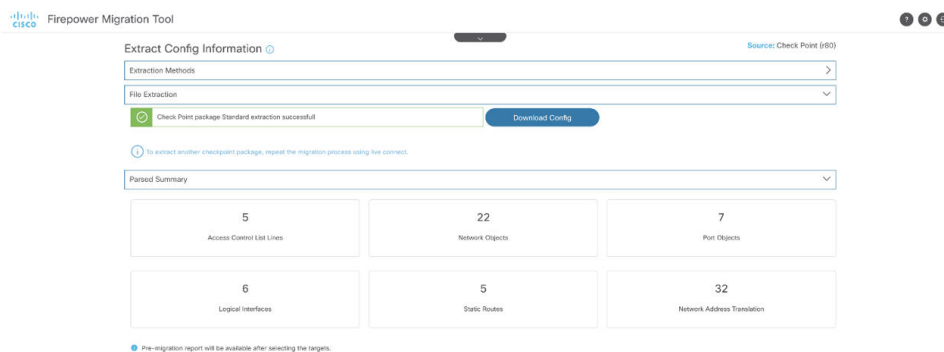 CISCO
Firepower Migration Tool
Extract Config Information
Source: Check Point (r80)
Extraction Methods
File Extraction
Check Point package Standard extraction successfull
Download Config
To extract another checkpoint package, repeat the migration process using live connect.
Parsed Summary
5
22
7
Access Control List Lines
Network Objects
Port Objects
6
5
32
Logical Interfaces
Static Routes
Network Address Translation
Pre-migration report will be available after selecting the targets.